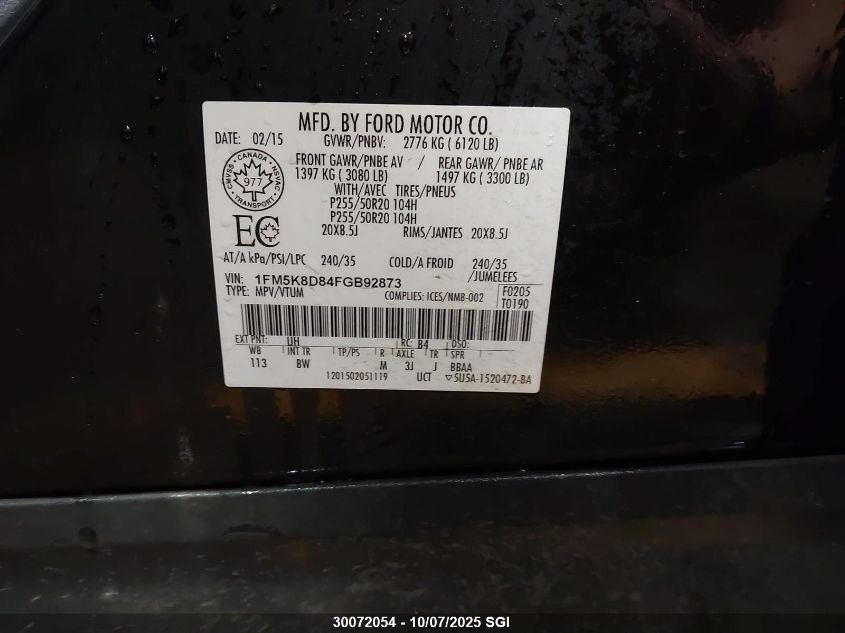 MFD. BY FORD MOTOR CO.
DATE: 02/15 GVWR/PNBV: 2776 KG ( 6120 LB)
FRONT GAWR/PNBE AV / REAR GAWR/ PNBE AR
1397 KG ( 3080 LB) 1497 KG ( 3300 LB)
WITH/AVEC TIRES/PNEUS
P255/50R20 104H
P255/50R20 104H
20X8.5J RIMS/JANTES 20X8.5J
CANADA
CMVSS NSVAC
977
TRANSPORT
EC
AT/A kPa/PSI/LPC 240/35 COLD/A FROID 240/35
/JUMELEES
VIN: 1FM5K8D84FGB92873
TYPE: MPV/VTUM COMPLIES: ICES/NMB-002 F0205
T0190
EXT PNT: UH RC: B4 DSO:
WB INT TR TP/PS R AXLE TR SPR
113 BW M 3J J BBAA
1201502051119 UCT ▽5U5A-1520472-BA
30072054 - 10/07/2025 SGI